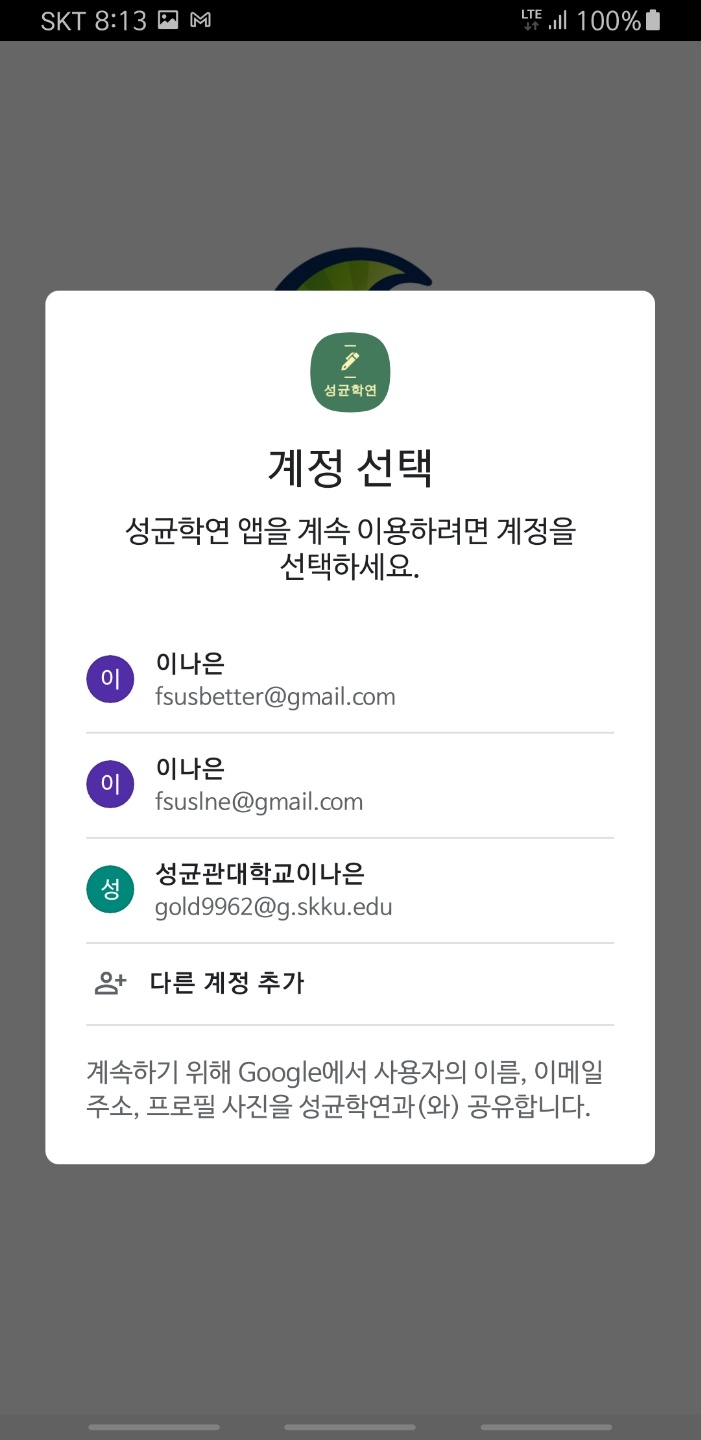 SKT 8:13
LTE
100%
성균학연
계정 선택
성균학연 앱을 계속 이용하려면 계정을
선택하세요.
이
이나은
fsusbetter@gmail.com
이
이나은
fsuslne@gmail.com
성
성균관대학교이나은
gold9962@g.skku.edu
다른 계정 추가
계속하기 위해 Google에서 사용자의 이름, 이메일
주소, 프로필 사진을 성균학연과(와) 공유합니다.